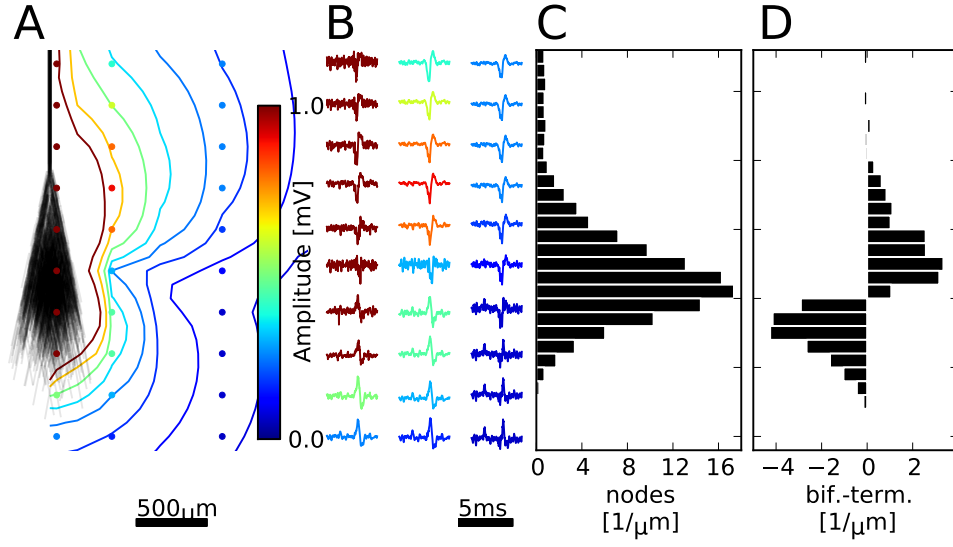 A
B
C
D
1.0
Amplitude [mV]
0.0
0 4 8 12 16
nodes
[1/μm]
−4 −2 0 2
bif.-term.
[1/μm]
500μm
5ms